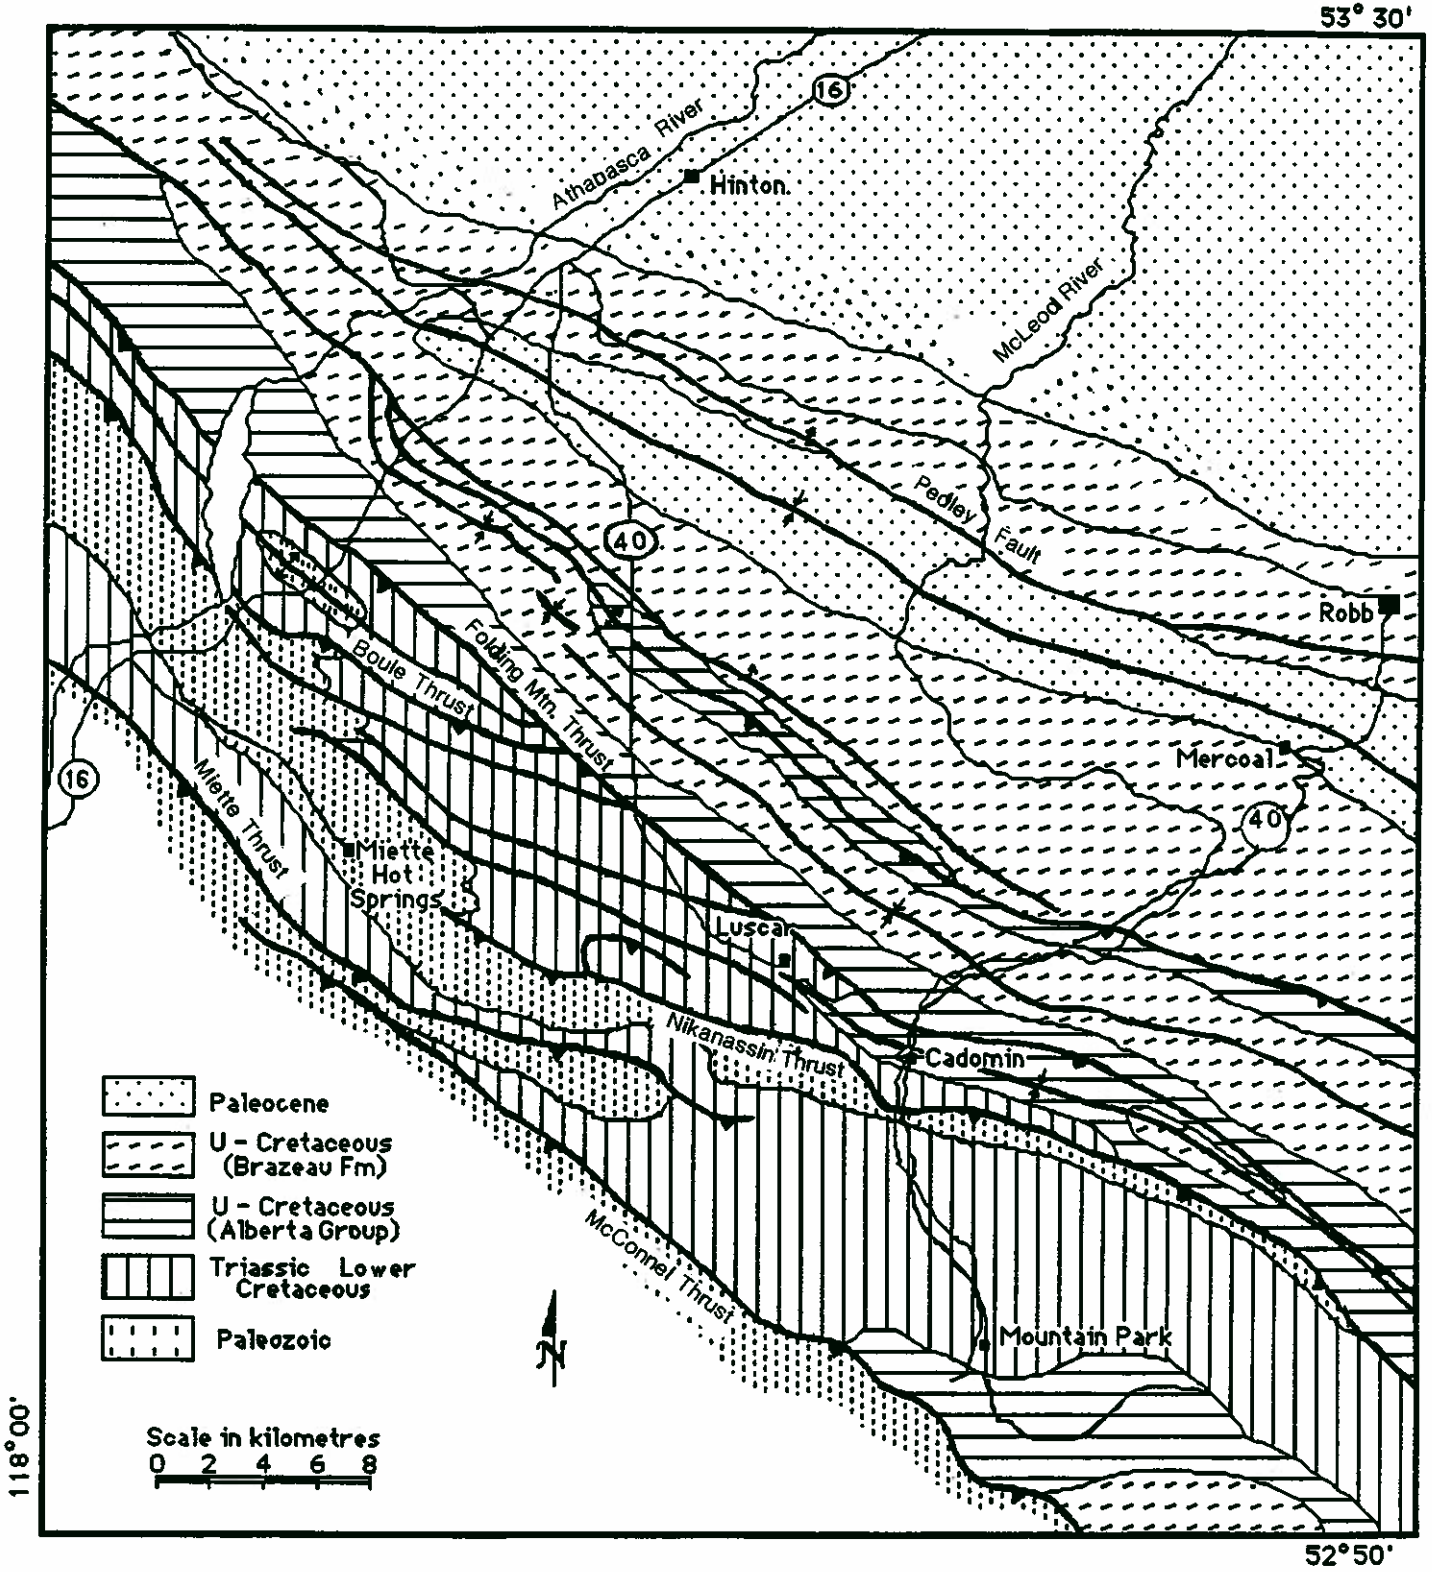 53° 30'
16
Athabasca River
Hinton
McLeod River
Pedley Fault
40
Robb
Folding Mtn. Thrust
Boule Thrust
Mercoal
16
Miette Thrust
40
Miette
Hot
Springs
Luscar
Nikanassin Thrust
Cadomin
Paleocene
U - Cretaceous
(Brazeau Fm)
U - Cretaceous
(Alberta Group)
Triassic Lower
Cretaceous
Paleozoic
McConnel Thrust
N
Mountain Park
118°00'
Scale in kilometres
0 2 4 6 8
52°50'